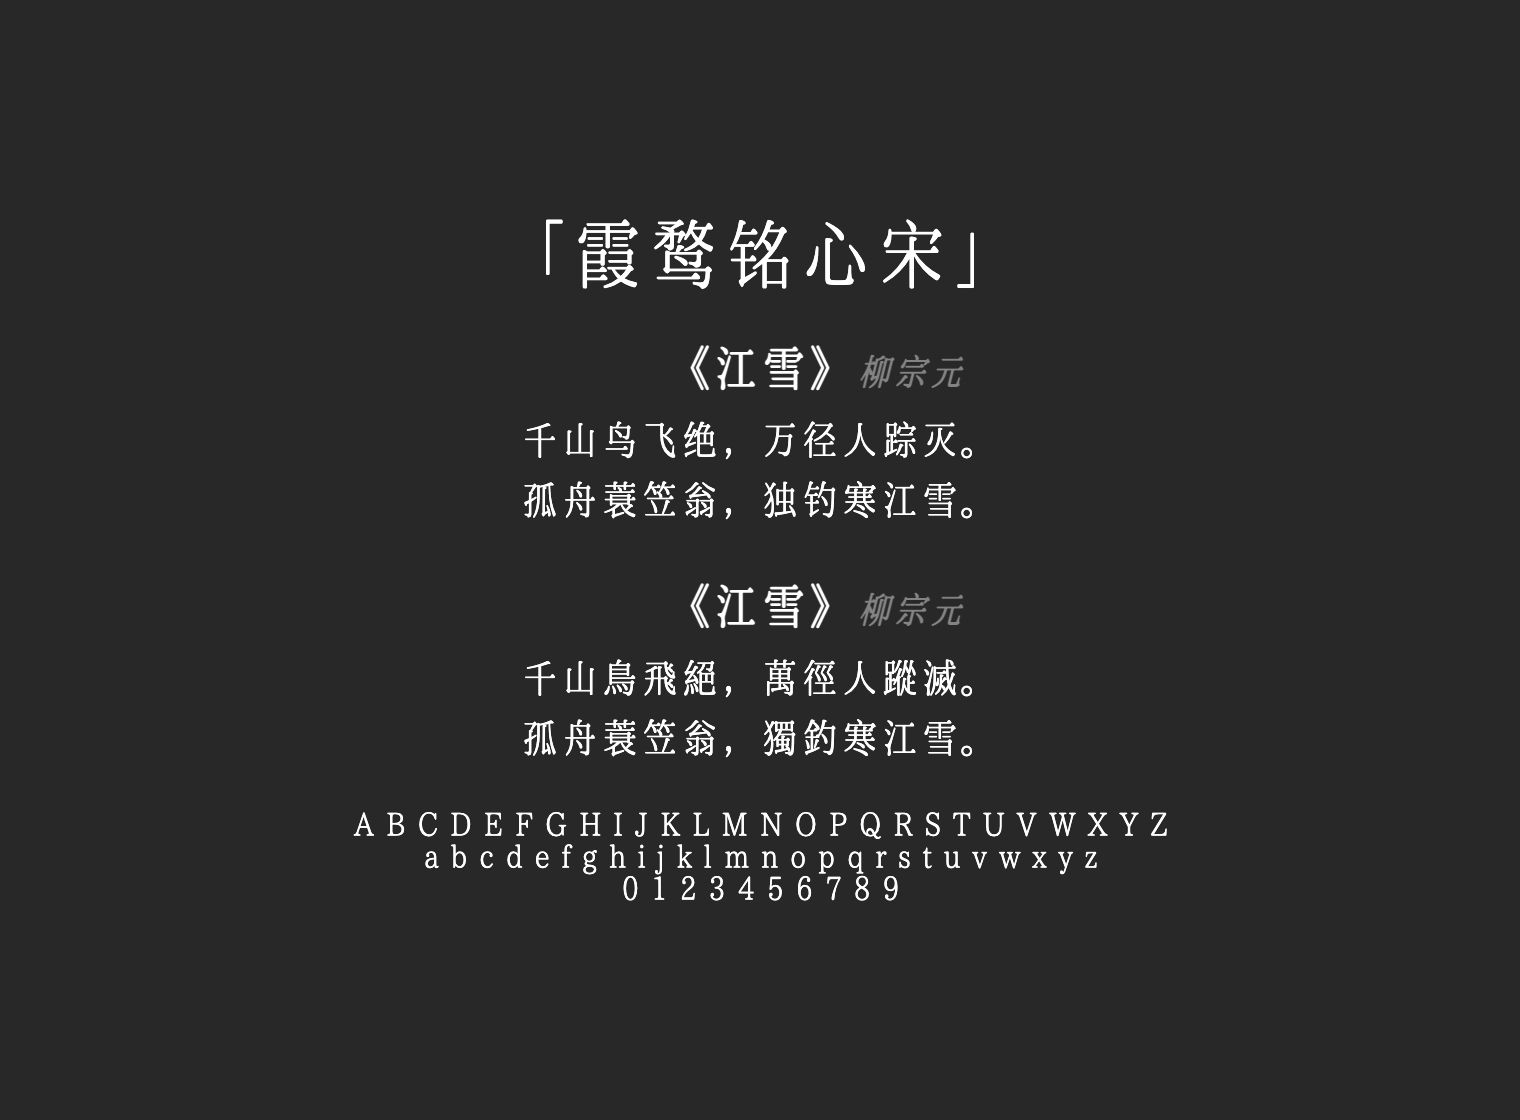 「霞鹜铭心宋」
《江雪》 柳宗元
千山鸟飞绝，万径人踪灭。
孤舟蓑笠翁，独钓寒江雪。
《江雪》 柳宗元
千山鳥飛絕，萬徑人蹤滅。
孤舟蓑笠翁，獨釣寒江雪。
A B C D E F G H I J K L M N O P Q R S T U V W X Y Z
a b c d e f g h i j k l m n o p q r s t u v w x y z
0 1 2 3 4 5 6 7 8 9